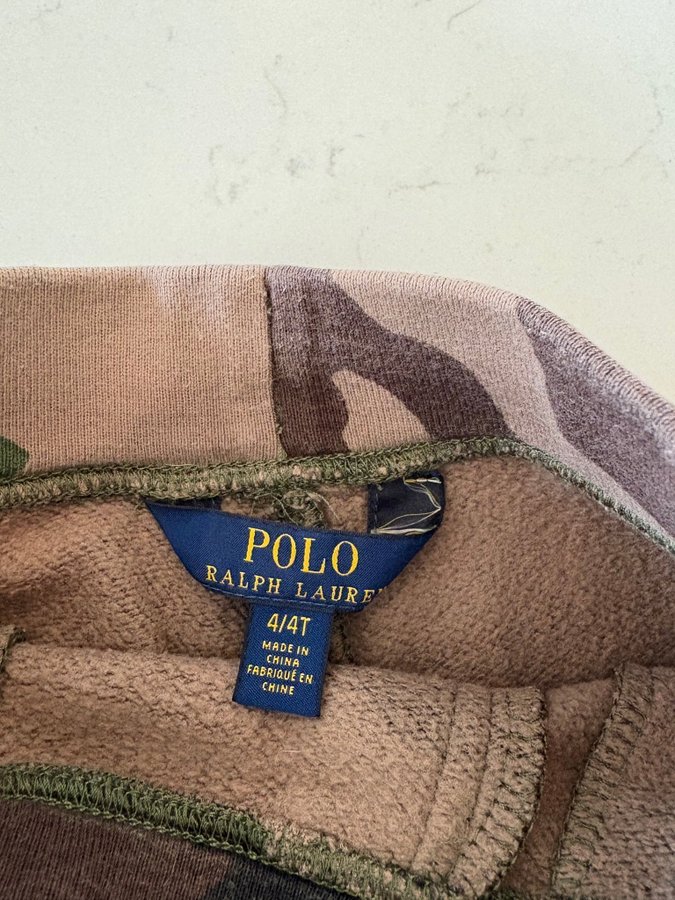 POLO
RALPH LAURE
4/4T
MADE IN
CHINA
FABRIQUÉ EN
CHINE